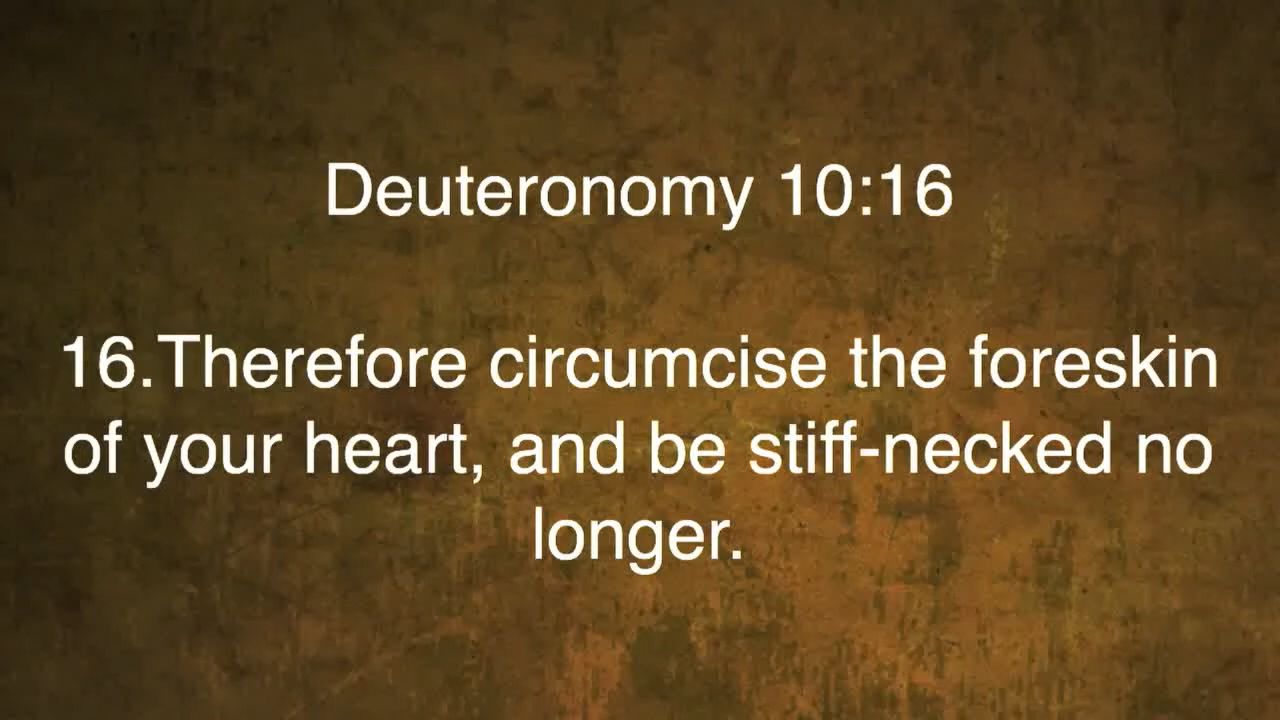 Deuteronomy 10:16
16.Therefore circumcise the foreskin
of your heart, and be stiff-necked no
longer.